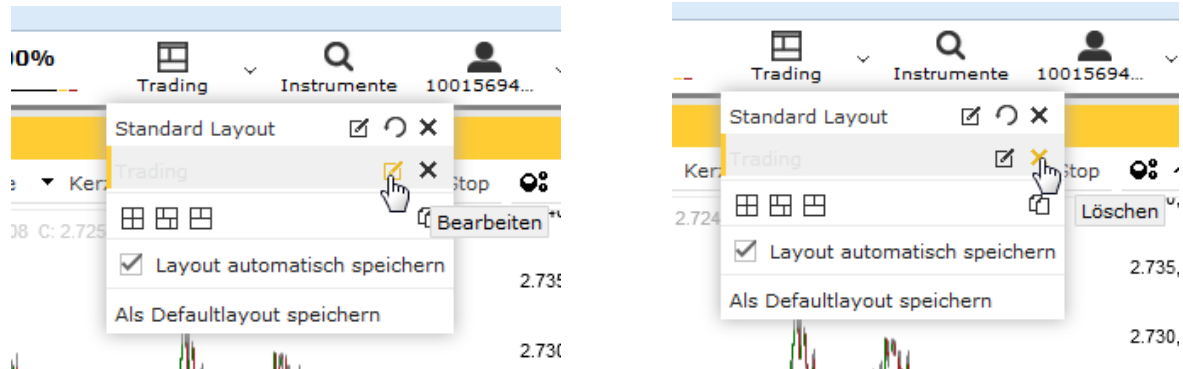 00%
Trading
Instrumente
10015694...
Standard Layout
Trading
Ker
Stop
08 C: 2.725
Bearbeiten
Layout automatisch speichern
2.735
Als Defaultlayout speichern
2.730
Trading
Instrumente
10015694...
Standard Layout
Trading
Ker
Stop
2.724
Löschen
Layout automatisch speichern
2.735,
Als Defaultlayout speichern
2.730,